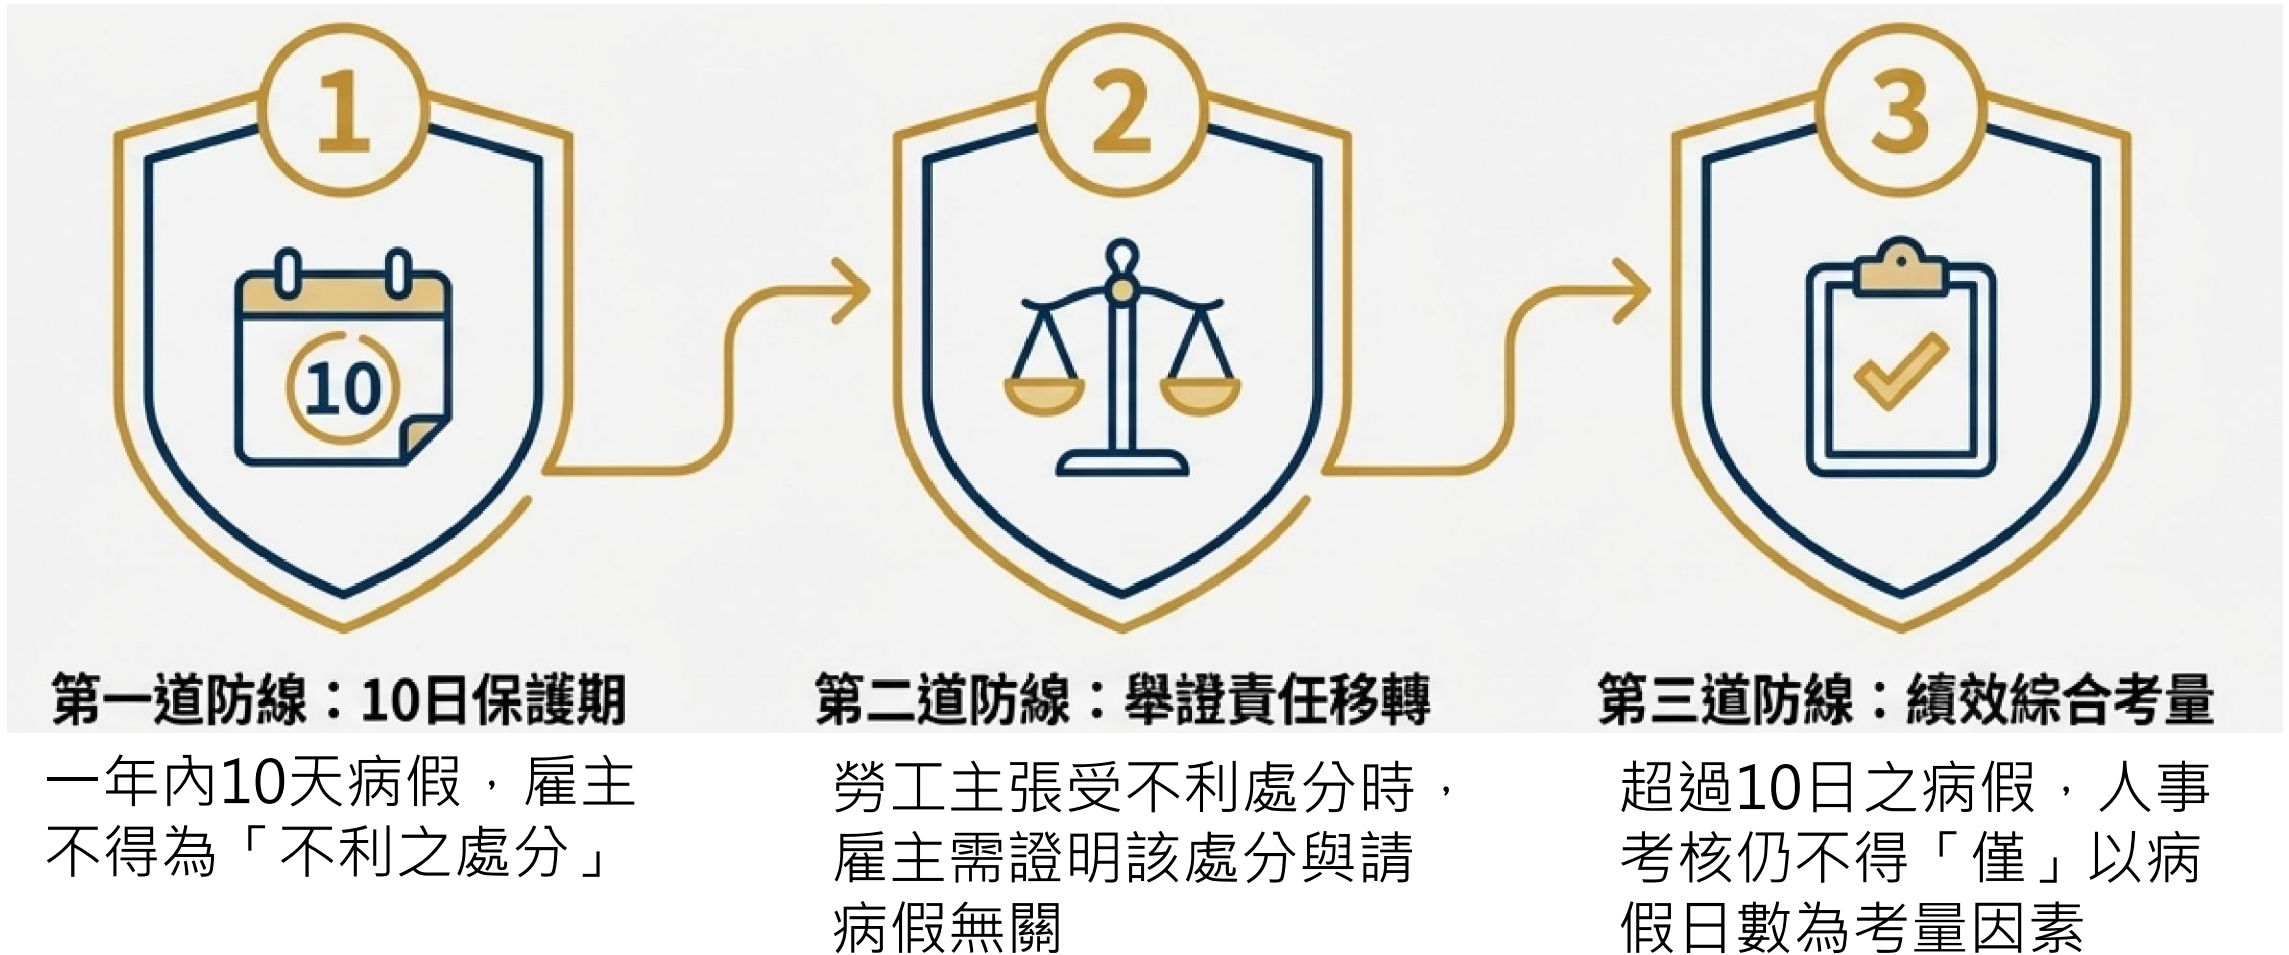 1
10
第一道防線：10日保護期
一年內10天病假，雇主
不得為「不利之處分」
2
第二道防線：舉證責任移轉
勞工主張受不利處分時，
雇主需證明該處分與請
病假無關
3
第三道防線：績效綜合考量
超過10日之病假，人事
考核仍不得「僅」以病
假日數為考量因素